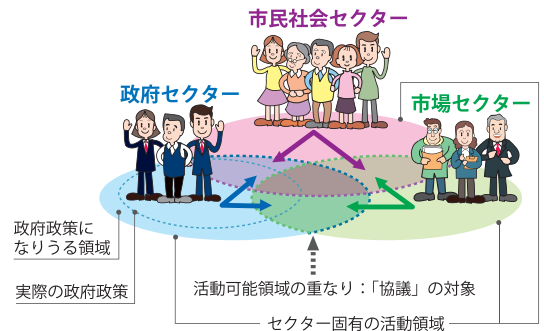 市民社会セクター
政府セクター
市場セクター
政府政策に
なりうる領域
実際の政府政策
活動可能領域の重なり：「協議」の対象
セクター固有の活動領域